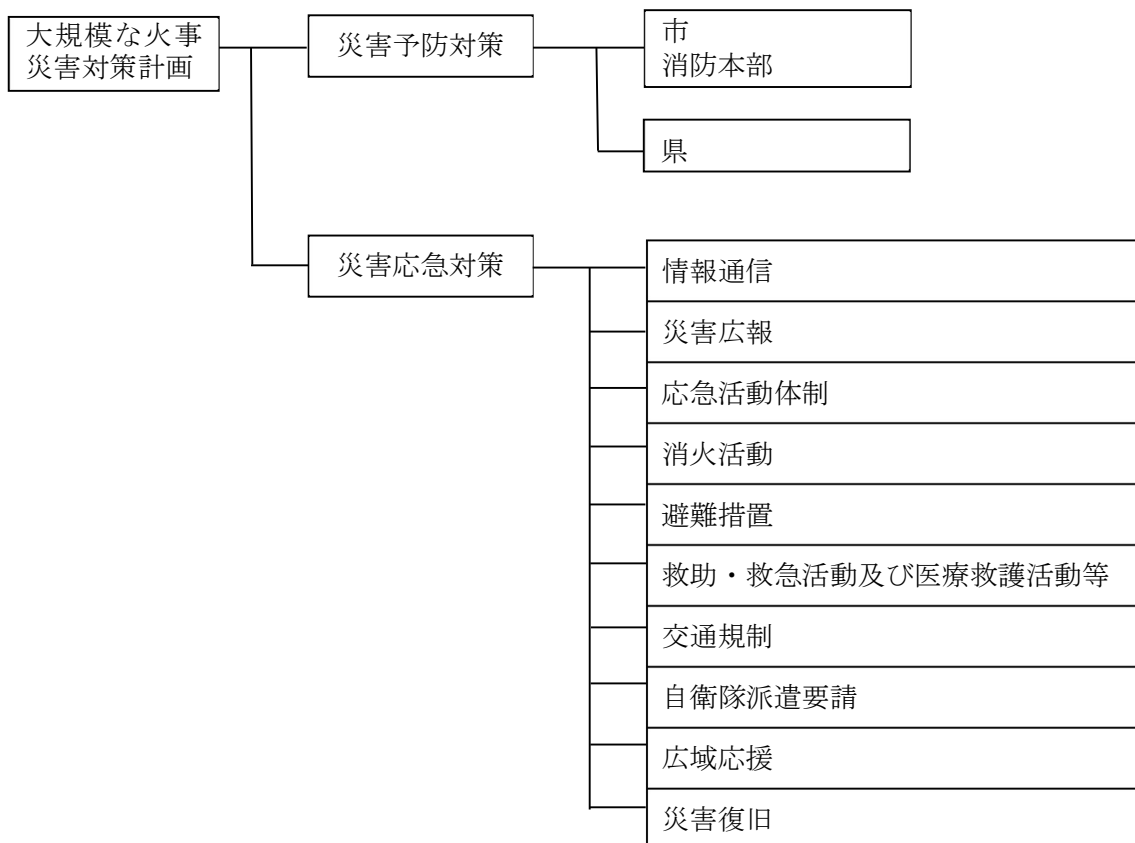 大規模な火事
災害対策計画
災害予防対策
市
消防本部
県
災害応急対策
情報通信
災害広報
応急活動体制
消火活動
避難措置
救助・救急活動及び医療救護活動等
交通規制
自衛隊派遣要請
広域応援
災害復旧